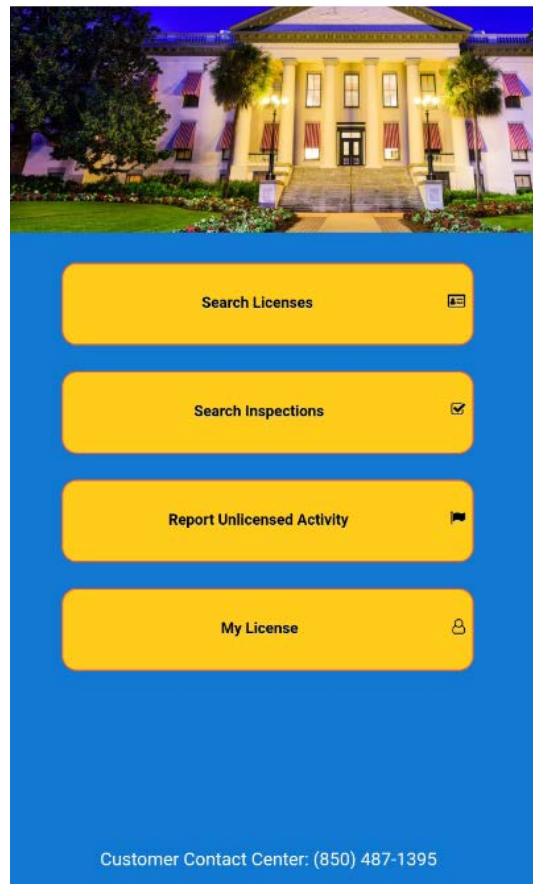 Search Licenses
Search Inspections
Report Unlicensed Activity
My License
Customer Contact Center: (850) 487-1395